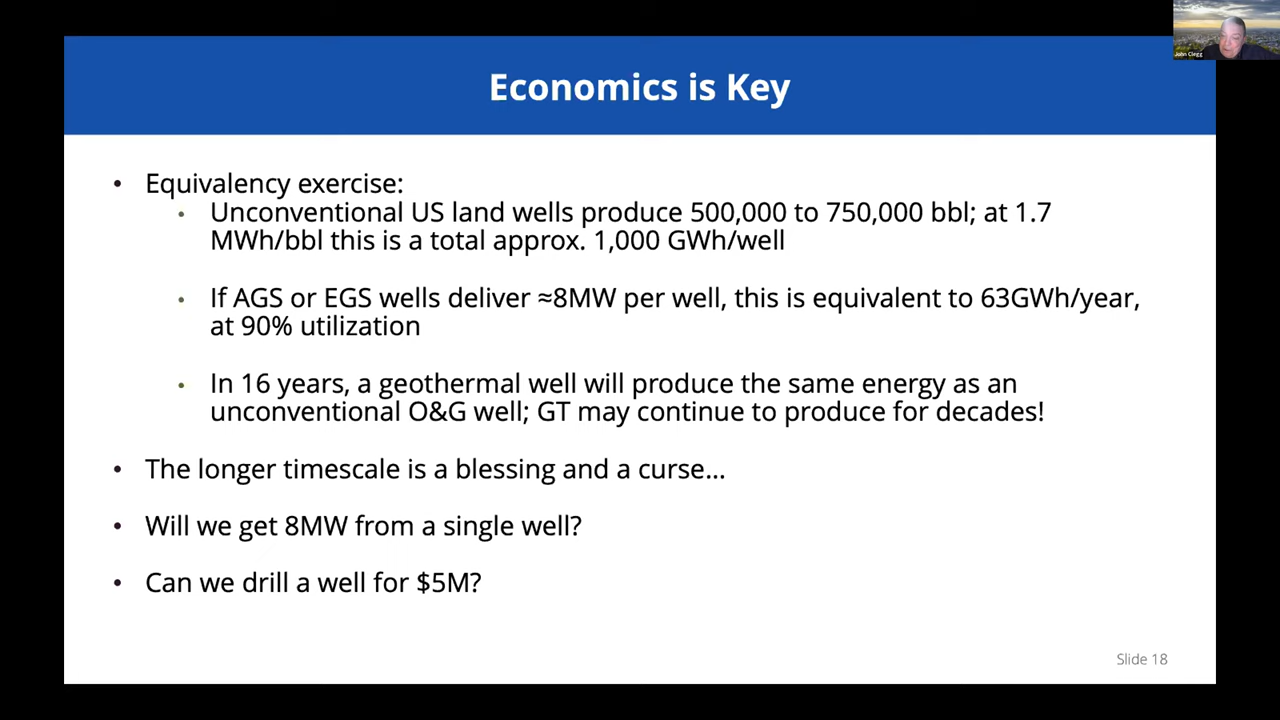 John Clegg
Economics is Key
• Equivalency exercise:
• Unconventional US land wells produce 500,000 to 750,000 bbl; at 1.7
MWh/bbl this is a total approx. 1,000 GWh/well
• If AGS or EGS wells deliver ≈8MW per well, this is equivalent to 63GWh/year,
at 90% utilization
• In 16 years, a geothermal well will produce the same energy as an
unconventional O&G well; GT may continue to produce for decades!
• The longer timescale is a blessing and a curse...
• Will we get 8MW from a single well?
• Can we drill a well for $5M?
Slide 18